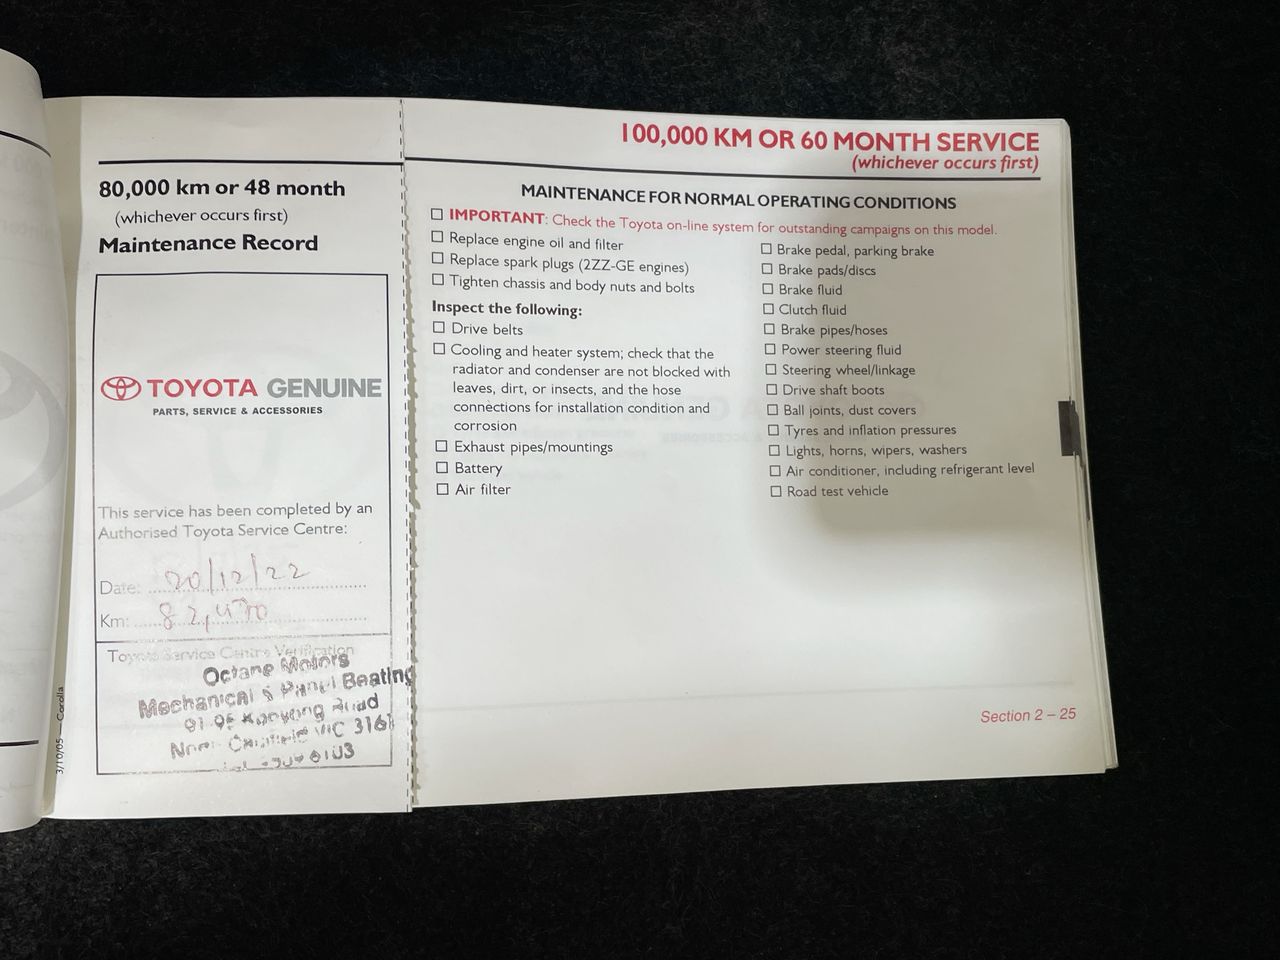 80,000 km or 48 month
(whichever occurs first)
Maintenance Record
TOYOTA GENUINE
PARTS, SERVICE & ACCESSORIES
This service has been completed by an
Authorised Toyota Service Centre:
Date: 20/12/22
Km: 82,470
Toyota Service Centre Verification
Octane Motors
Mechanical & Panel Beating
Road
North Caulfield VIC 3161
3/10/05 – Corolla
100,000 KM OR 60 MONTH SERVICE
(whichever occurs first)
MAINTENANCE FOR NORMAL OPERATING CONDITIONS
IMPORTANT: Check the Toyota on-line system for outstanding campaigns on this model.
Replace engine oil and filter
Replace spark plugs (2ZZ-GE engines)
Tighten chassis and body nuts and bolts
Inspect the following:
Drive belts
Cooling and heater system; check that the
radiator and condenser are not blocked with
leaves, dirt, or insects, and the hose
connections for installation condition and
corrosion
Exhaust pipes/mountings
Battery
Air filter
Brake pedal, parking brake
Brake pads/discs
Brake fluid
Clutch fluid
Brake pipes/hoses
Power steering fluid
Steering wheel/linkage
Drive shaft boots
Ball joints, dust covers
Tyres and inflation pressures
Lights, horns, wipers, washers
Air conditioner, including refrigerant level
Road test vehicle
Section 2 – 25